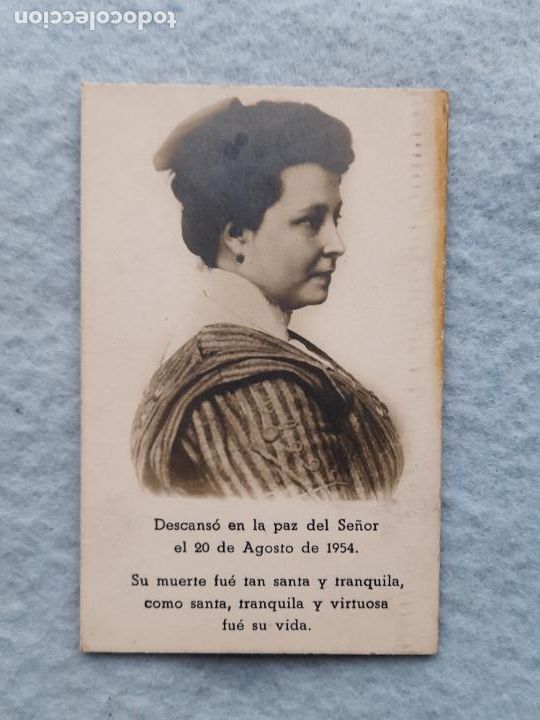 todocoleccion
Descansó en la paz del Señor
el 20 de Agosto de 1954.
Su muerte fué tan santa y tranquila,
como santa, tranquila y virtuosa
fué su vida.